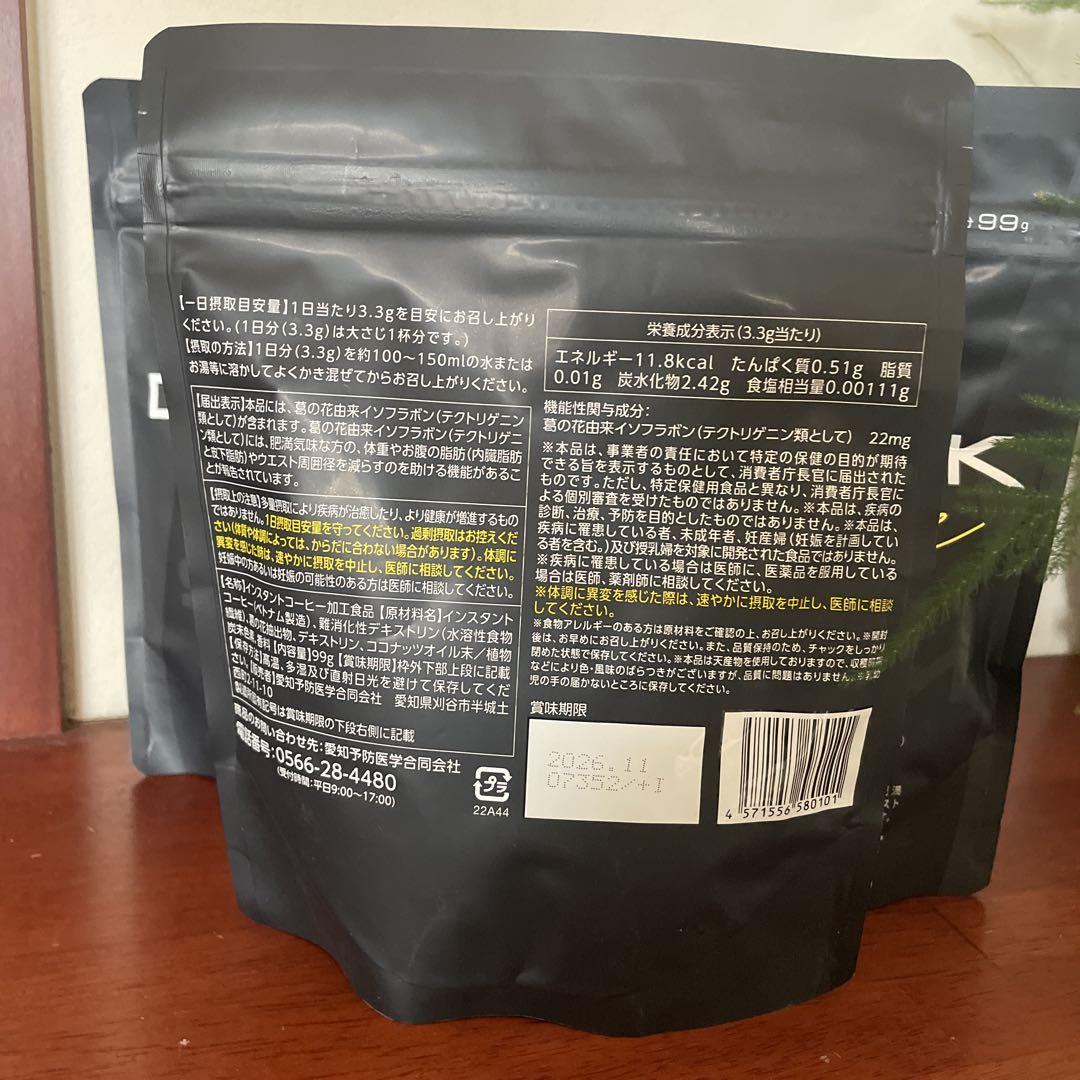 【一日摂取目安量】1日当たり3.3gを目安にお召し上がり
ください。(1日分(3.3g)は大さじ1杯分です。)
【摂取の方法】1日分(3.3g)を約100〜150mlの水または
お湯等に溶かしてよくかき混ぜてからお召し上がりください。
【届出表示】本品には、葛の花由来イソフラボン(テクトリゲニン
類として)が含まれます。葛の花由来イソフラボン(テクトリゲニ
ン類として)には、肥満気味な方の、体重やお腹の脂肪(内臓脂肪
と皮下脂肪)やウエスト周囲径を減らすのを助ける機能があるこ
とが報告されています。
【摂取上の注意】多量摂取により疾病が治癒したり、より健康が増進するもの
ではありません。1日摂取目安量を守ってください。過剰摂取はお控えくだ
さい(体質や体調によっては、からだに合わない場合があります)。体調に
異変を感じた時は、速やかに摂取を中止し、医師に相談してください。
妊娠中の方あるいは妊娠の可能性のある方は医師に相談してください。
【名称】インスタントコーヒー加工食品【原材料名】インスタント
コーヒー(ベトナム製造)、難消化性デキストリン(水溶性食物
繊維)、葛の花抽出物、デキストリン、ココナッツオイル末/植物
炭末色素、香料【内容量】99g【賞味期限】枠外下部上段に記載
【保存方法】高温、多湿及び直射日光を避けて保存してくだ
さい。【販売者】愛知予防医学合同会社 愛知県刈谷市半城土
西町2-11-10
製造所固有記号は賞味期限の下段右側に記載
商品のお問い合わせ先:愛知予防医学合同会社
電話番号:0566-28-4480
(受付時間:平日9:00〜17:00)
プラ
22A44
栄養成分表示(3.3g当たり)
エネルギー11.8kcal たんぱく質0.51g 脂質
0.01g 炭水化物2.42g 食塩相当量0.00111g
機能性関与成分:
葛の花由来イソフラボン(テクトリゲニン類として) 22mg
※本品は、事業者の責任において特定の保健の目的が期待
できる旨を表示するものとして、消費者庁長官に届出された
ものです。ただし、特定保健用食品と異なり、消費者庁長官に
よる個別審査を受けたものではありません。※本品は、疾病の
診断、治療、予防を目的としたものではありません。※本品は、
疾病に罹患している者、未成年者、妊産婦(妊娠を計画してい
る者を含む。)及び授乳婦を対象に開発された食品ではありません。
※疾病に罹患している場合は医師に、医薬品を服用している
場合は医師、薬剤師に相談してください。
※体調に異変を感じた際は、速やかに摂取を中止し、医師に相談
してください。
※食物アレルギーのある方は原材料をご確認の上、お召し上がりください。※開封
後は、お早めにお召し上がりください。また、品質保持のため、チャックをしっかり
閉めた状態で保存してください。※本品は天産物を使用しておりますので、収穫
などにより色・風味のばらつきがございますが、品質に問題はありません。
児の手の届かないところに保存してください。
賞味期限
2026.11
07352/+I
4 571556 580101
99g
K